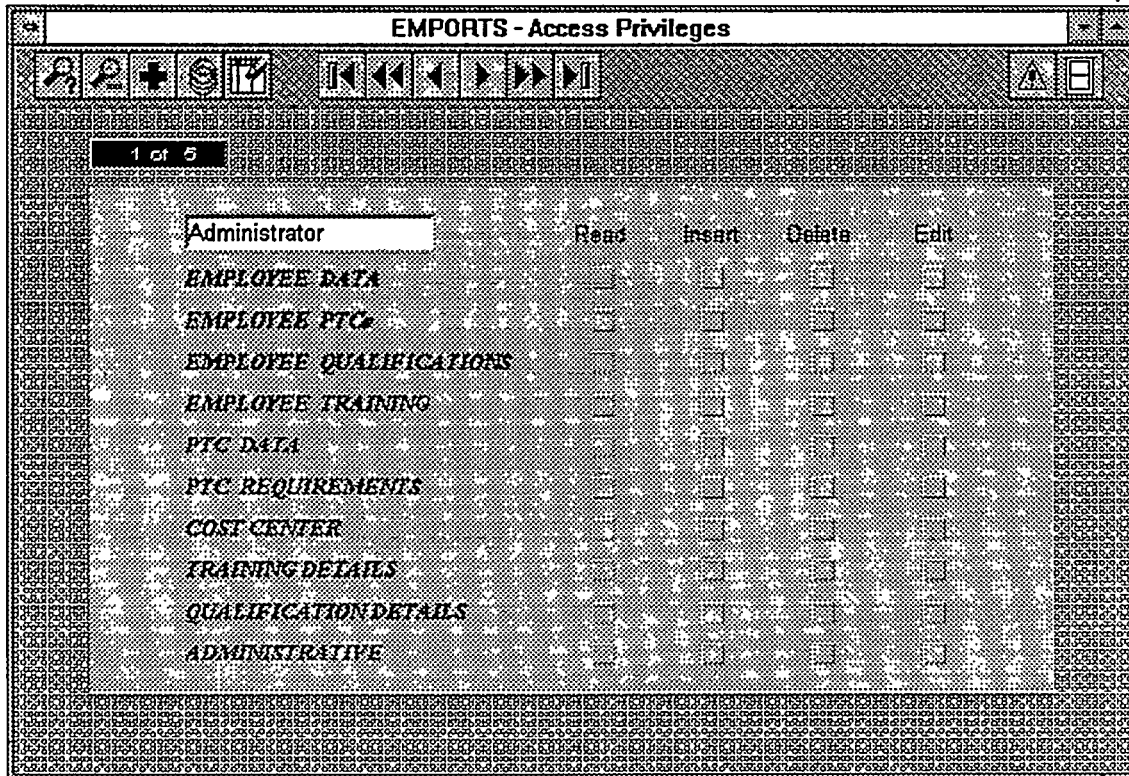 EMPORTS - Access Privileges
1 of 5
Administrator Read Insert Delete Edit
EMPLOYEE DATA
EMPLOYEE PTCs
EMPLOYEE QUALIFICATIONS
EMPLOYEE TRAINING
PTC DATA
PTC REQUIREMENTS
COST CENTER
TRAINING DETAILS
QUALIFICATION DETAILS
ADMINISTRATIVE